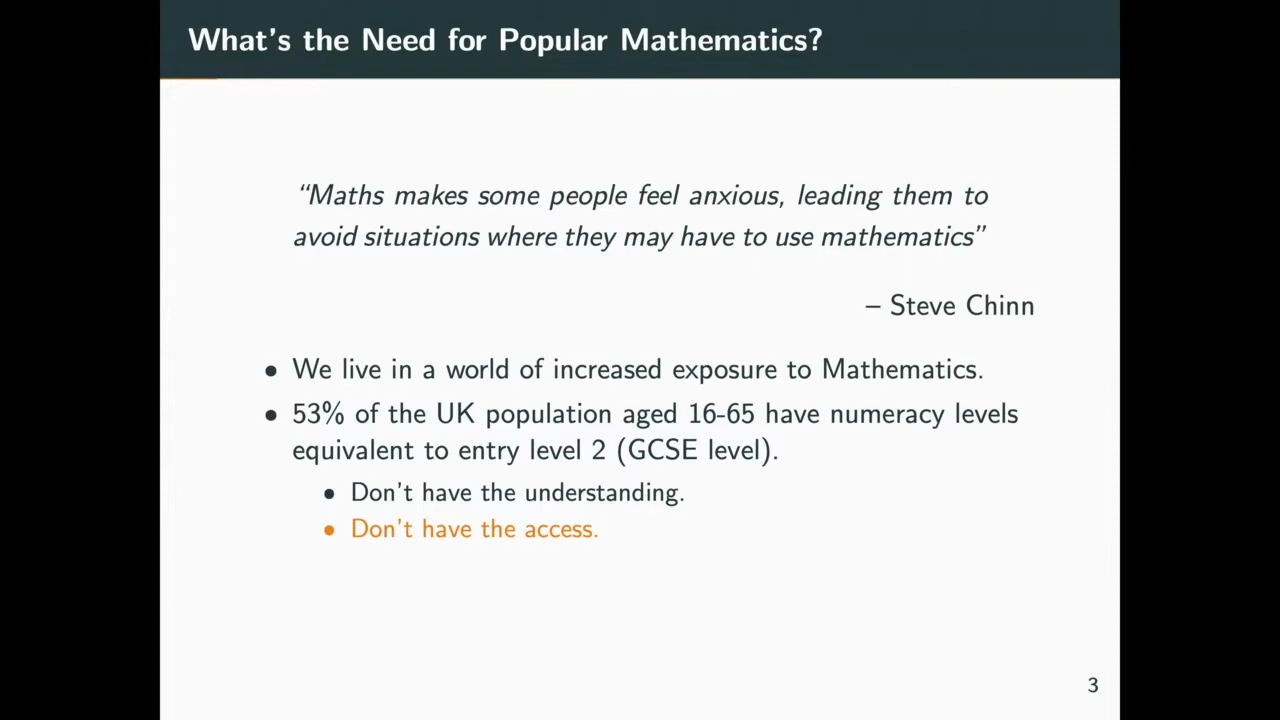 What's the Need for Popular Mathematics?
“Maths makes some people feel anxious, leading them to
avoid situations where they may have to use mathematics”
– Steve Chinn
• We live in a world of increased exposure to Mathematics.
• 53% of the UK population aged 16-65 have numeracy levels
equivalent to entry level 2 (GCSE level).
• Don't have the understanding.
• Don't have the access.
3